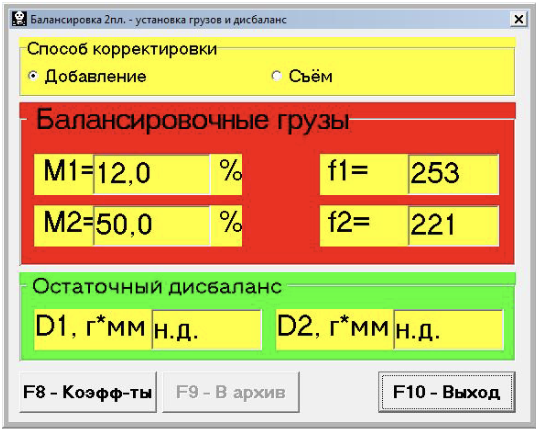 Балансировка 2пл. - установка грузов и дисбаланс
Способ корректировки
Добавление Съём
Балансировочные грузы
M1= 12,0 % f1= 253
M2= 50,0 % f2= 221
Остаточный дисбаланс
D1, г*мм н.д. D2, г*мм н.д.
F8 - Коэфф-ты F9 - В архив F10 - Выход